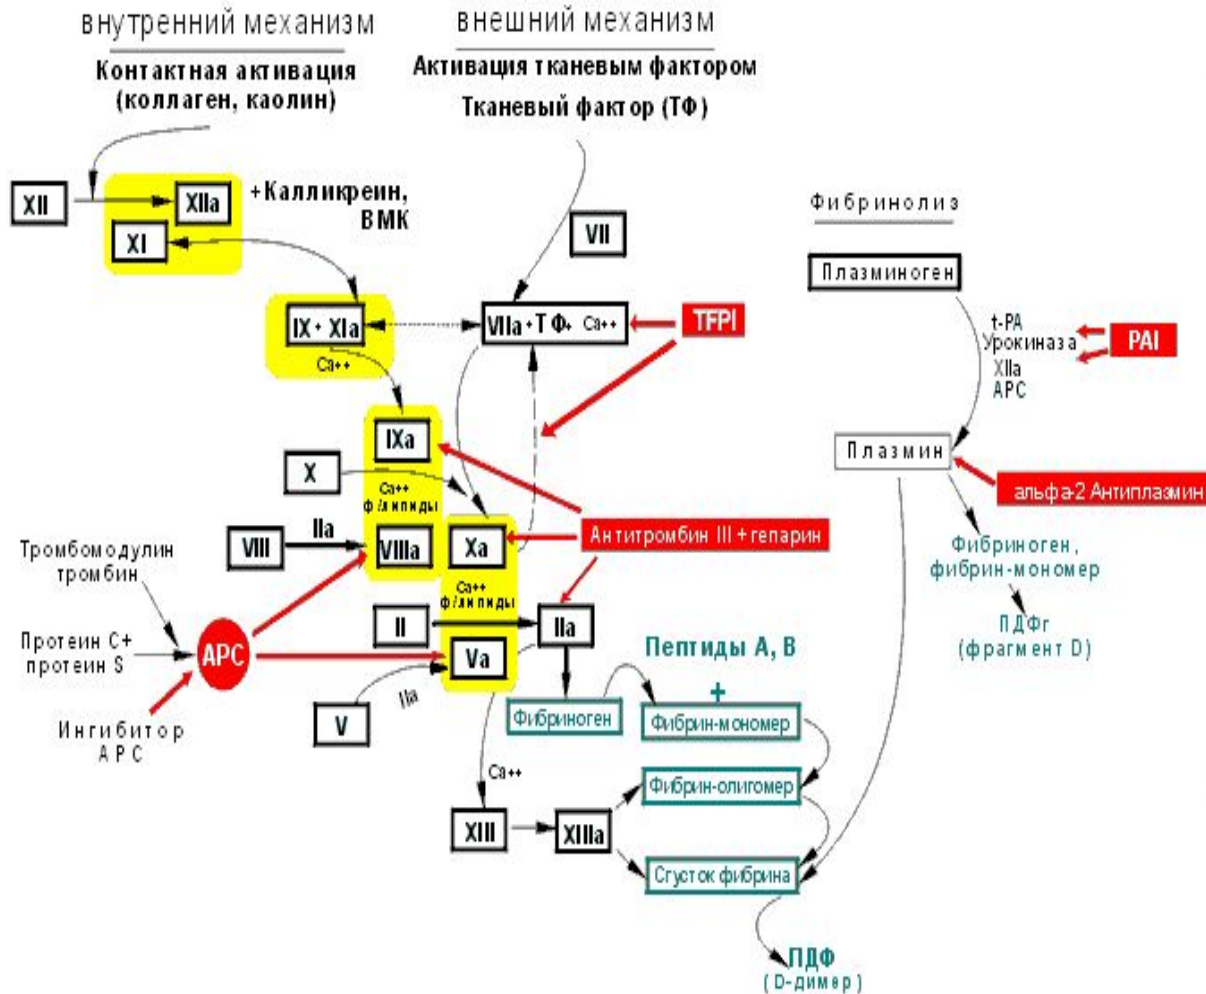 внутренний механизм
Контактная активация
(коллаген, каолин)
внешний механизм
Активация тканевым фактором
Тканевый фактор (ТФ)
XII
XIIa
XI
+Калликреин,
ВМК
VII
IX + XIa
Ca++
VIIa +ТФ+ Ca++
TFPI
Фибринолиз
Плазминоген
t-PA
Урокиназа
XIIa
APC
PAI
Плазмин
альфа-2 Антиплазмин
Фибриноген,
фибрин-мономер
ПДФг
(фрагмент D)
IXa
X
Ca++
ф/липиды
VIII
IIa
VIIIa
Xa
Антитромбин III + гепарин
Ca++
ф/липиды
Тромбомодулин
тромбин
Протеин С+
протеин S
APC
Ингибитор
АРС
II
IIa
Va
V
IIa
Пептиды А, В
+
Фибриноген
Фибрин-мономер
Ca++
Фибрин-олигомер
XIII
XIIIa
Сгусток фибрина
ПДФ
(D-димер)